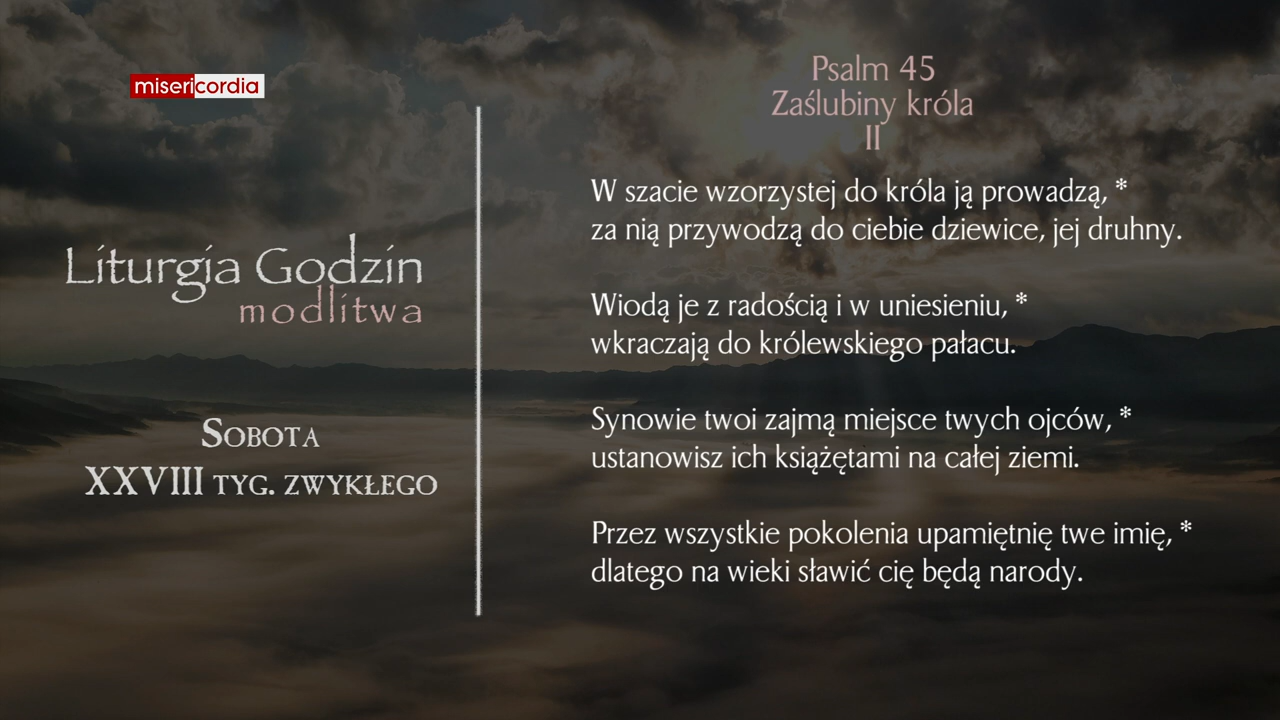 misericordia
Liturgia Godzin
modlitwa
Sobota
XXVIII tyg. zwykłego
Psalm 45
Zaślubiny króla
II
W szacie wzorzystej do króla ją prowadzą, *
za nią przywodzą do ciebie dziewice, jej druhny.
Wiodą je z radością i w uniesieniu, *
wkraczają do królewskiego pałacu.
Synowie twoi zajmą miejsce twych ojców, *
ustanowisz ich książętami na całej ziemi.
Przez wszystkie pokolenia upamiętnię twe imię, *
dlatego na wieki sławić cię będą narody.